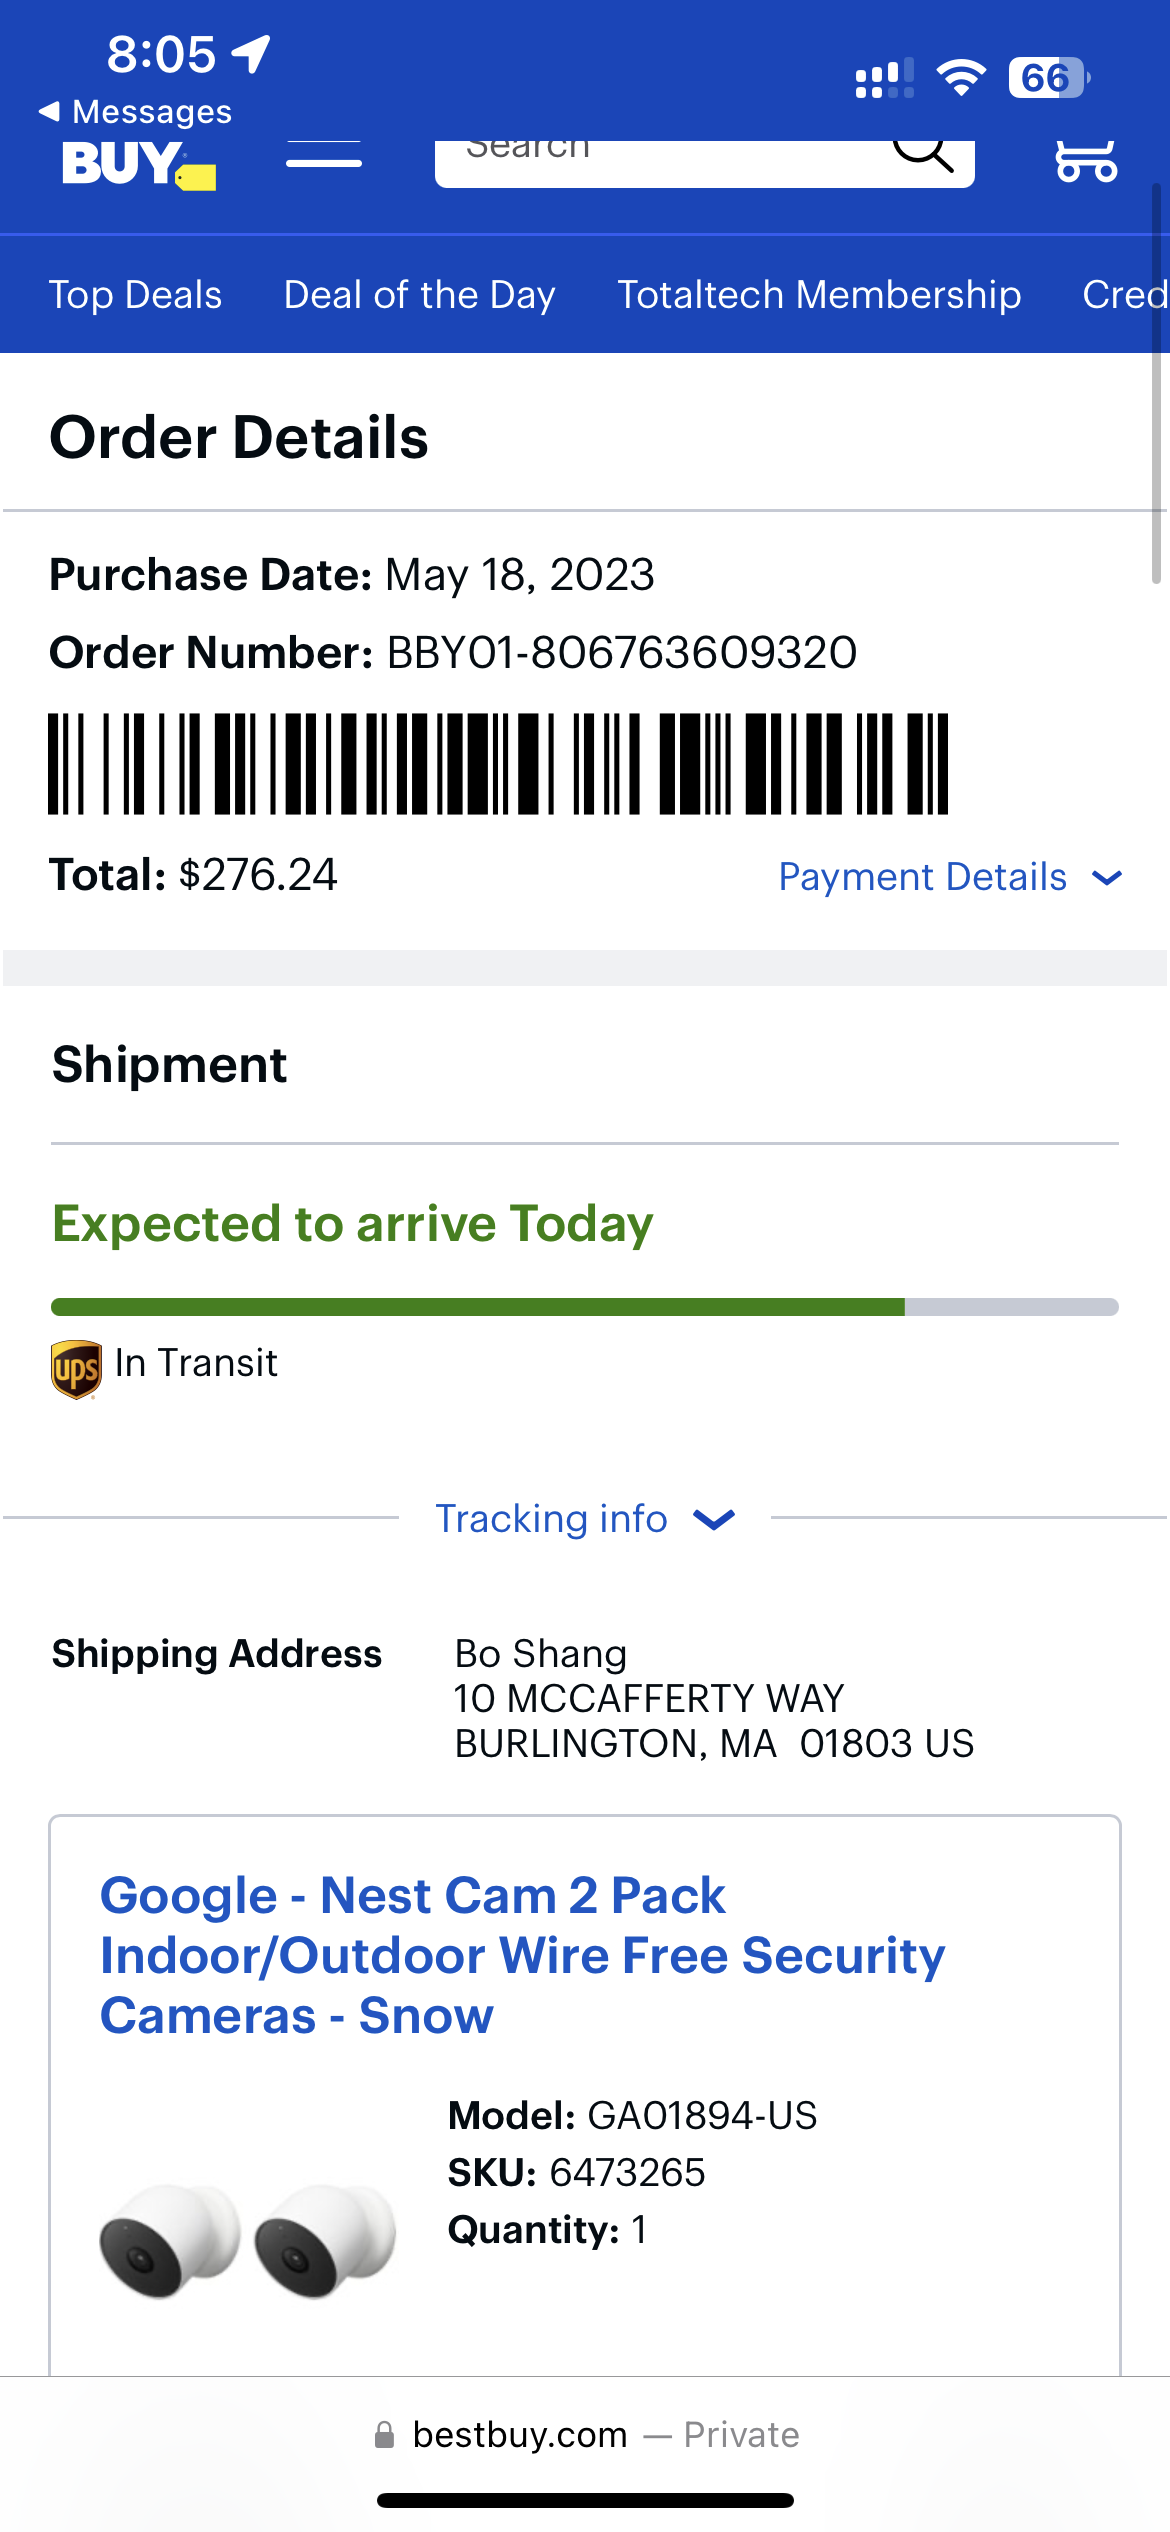 8:05
66
Messages
BUY
Search
Top Deals Deal of the Day Totaltech Membership Cred
Order Details
Purchase Date: May 18, 2023
Order Number: BBY01-806763609320
Total: $276.24 Payment Details
Shipment
Expected to arrive Today
ups In Transit
Tracking info
Shipping Address Bo Shang
10 MCCAFFERTY WAY
BURLINGTON, MA 01803 US
Google - Nest Cam 2 Pack
Indoor/Outdoor Wire Free Security
Cameras - Snow
Model: GA01894-US
SKU: 6473265
Quantity: 1
bestbuy.com — Private